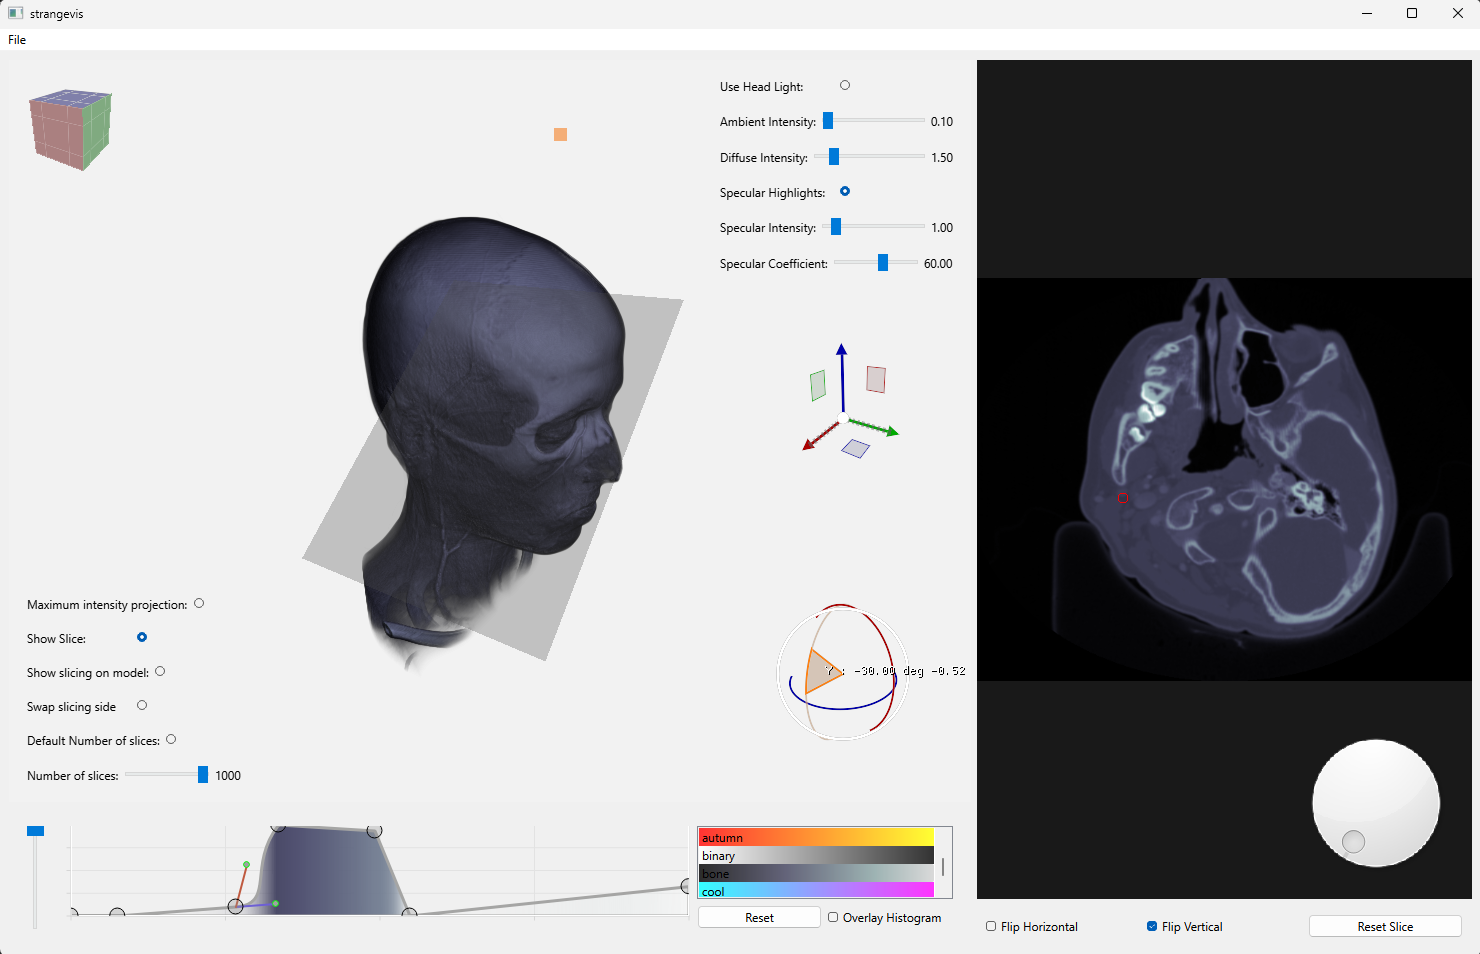 strangevis
File
Use Head Light:
Ambient Intensity: 0.10
Diffuse Intensity: 1.50
Specular Highlights:
Specular Intensity: 1.00
Specular Coefficient: 60.00
Maximum intensity projection:
Show Slice:
Show slicing on model:
Swap slicing side
Default Number of slices:
Number of slices: 1000
Y : -30.00 deg -0.52
autumn
binary
bone
cool
Reset
Overlay Histogram
Flip Horizontal
Flip Vertical
Reset Slice